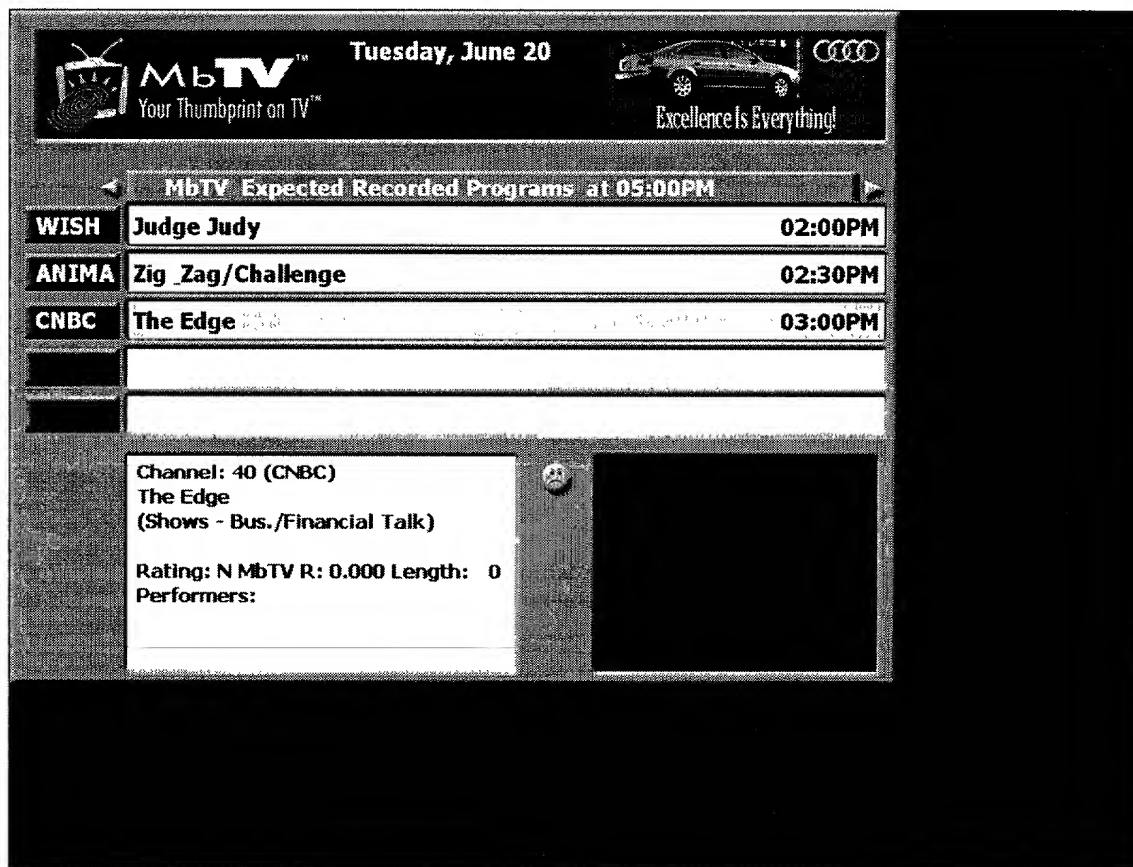 Tuesday, June 20
MbTV™
Your Thumbprint on TV™
Excellence Is Everything!
MbTV Expected Recorded Programs at 05:00PM
WISH Judge Judy 02:00PM
ANIMA Zig_Zag/Challenge 02:30PM
CNBC The Edge 03:00PM
Channel: 40 (CNBC)
The Edge
(Shows - Bus./Financial Talk)
Rating: N MbTV R: 0.000 Length: 0
Performers: